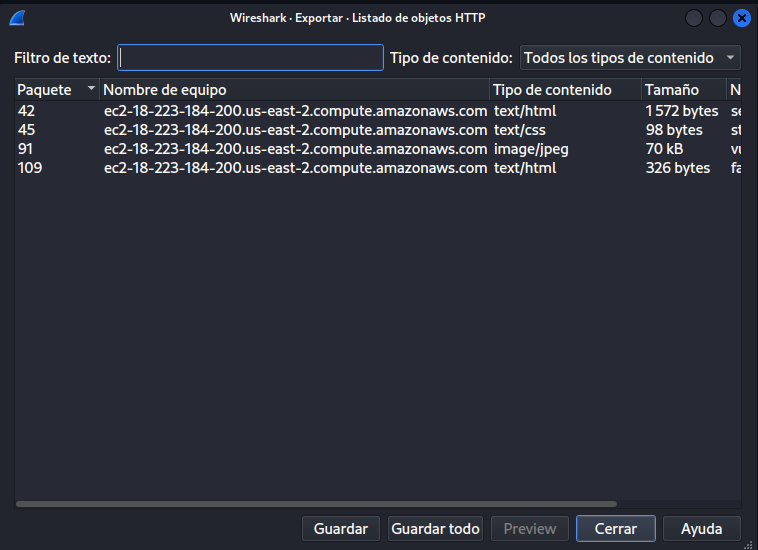 Wireshark · Exportar · Listado de objetos HTTP
Filtro de texto: Tipo de contenido: Todos los tipos de contenido
Paquete Nombre de equipo Tipo de contenido Tamaño N
42 ec2-18-223-184-200.us-east-2.compute.amazonaws.com text/html 1 572 bytes se
45 ec2-18-223-184-200.us-east-2.compute.amazonaws.com text/css 98 bytes st
91 ec2-18-223-184-200.us-east-2.compute.amazonaws.com image/jpeg 70 kB vu
109 ec2-18-223-184-200.us-east-2.compute.amazonaws.com text/html 326 bytes fa
Guardar Guardar todo Preview Cerrar Ayuda